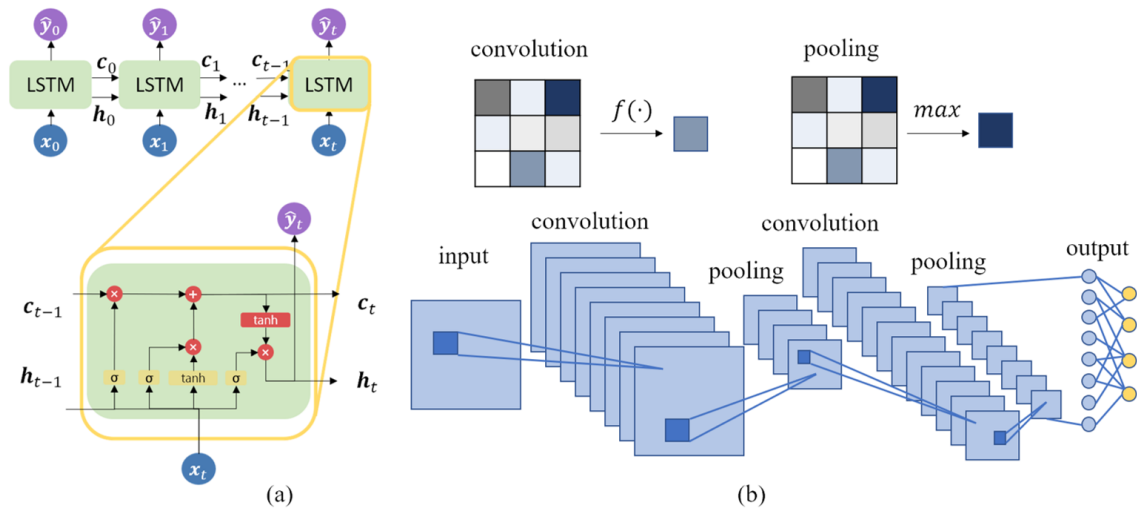 ŷ₀ ŷ₁ ŷₜ
c₀ c₁ cₜ₋₁
LSTM LSTM ... LSTM
h₀ h₁ hₜ₋₁
x₀ x₁ xₜ
ŷₜ
cₜ₋₁ × + cₜ
tanh
× ×
hₜ₋₁ σ σ tanh σ hₜ
xₜ
(a)
convolution pooling
f(·) max
convolution convolution
input pooling pooling output
(b)